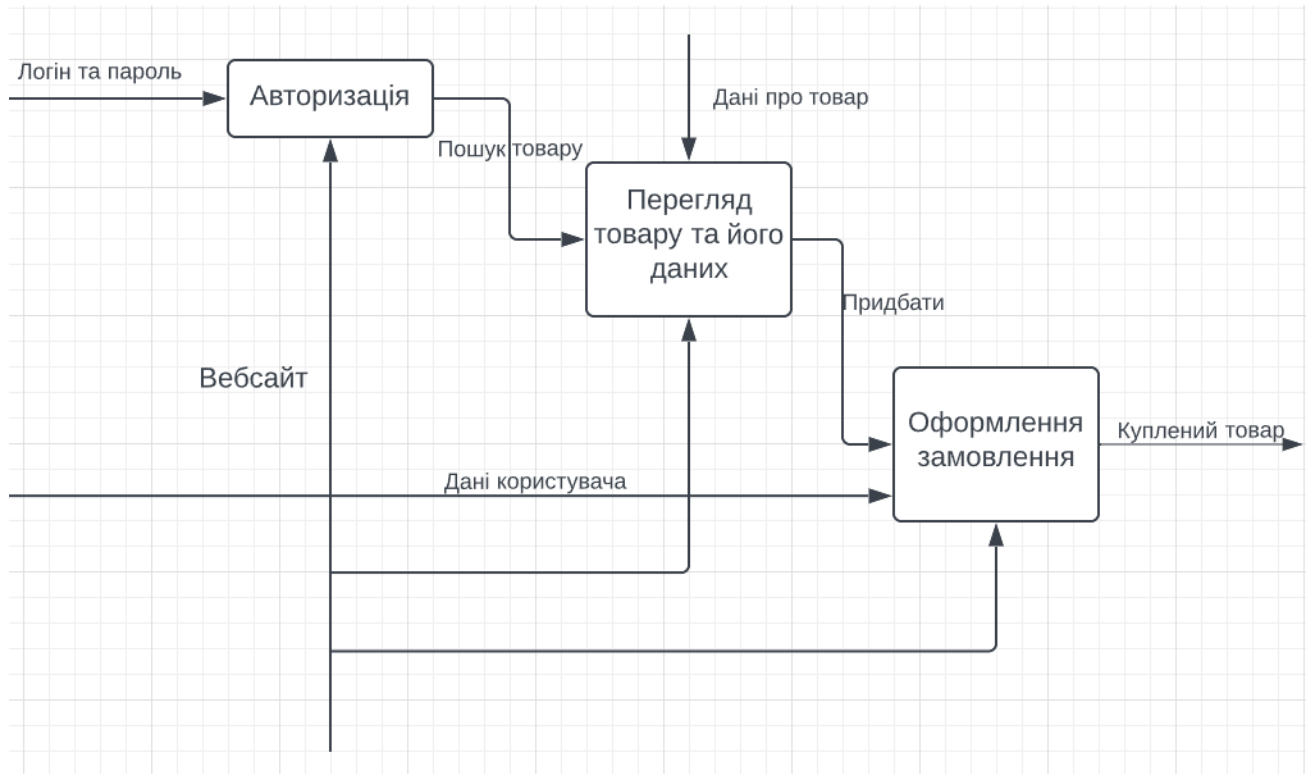 Логін та пароль
Авторизація
Дані про товар
Пошук товару
Перегляд
товару та його
даних
Придбати
Вебсайт
Оформлення
замовлення
Куплений товар
Дані користувача